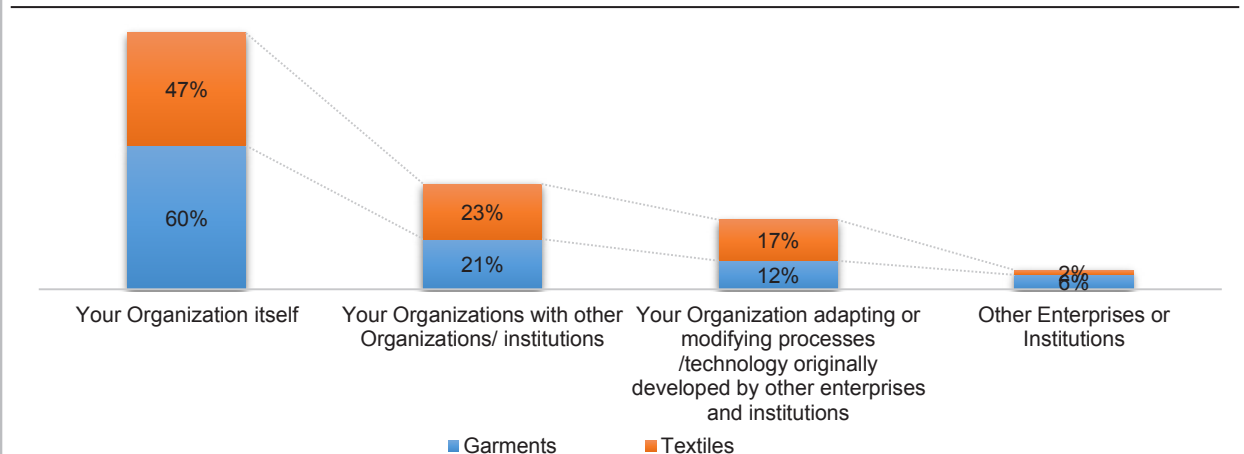 47%
60%
23%
21%
17%
12%
2%
6%
Your Organization itself
Your Organizations with other
Organizations/ institutions
Your Organization adapting or
modifying processes
/technology originally
developed by other enterprises
and institutions
Other Enterprises or
Institutions
Garments
Textiles